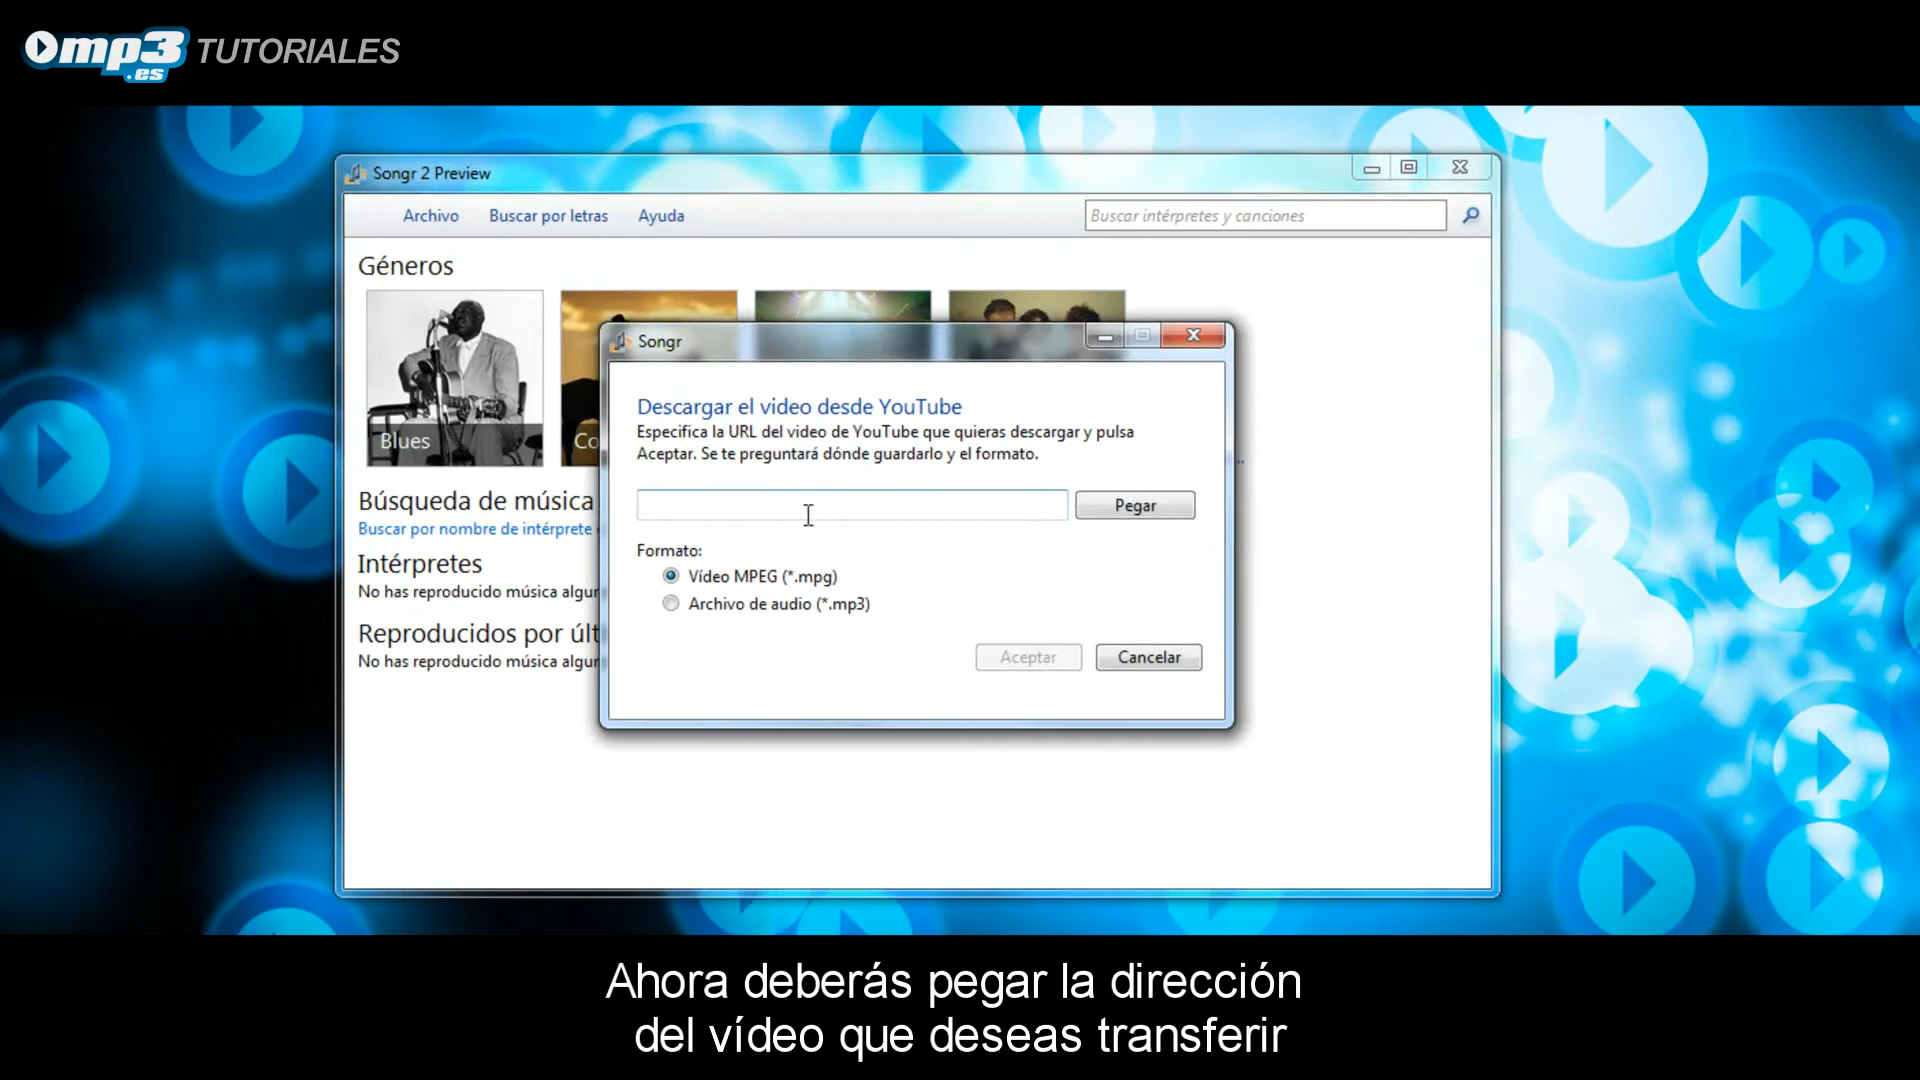 mp3 .es TUTORIALES
Songr 2 Preview
Archivo Buscar por letras Ayuda Buscar intérpretes y canciones
Géneros
Blues
Co
Songr
Descargar el video desde YouTube
Especifica la URL del video de YouTube que quieras descargar y pulsa
Aceptar. Se te preguntará dónde guardarlo y el formato.
Pegar
Formato:
Vídeo MPEG (*.mpg)
Archivo de audio (*.mp3)
Aceptar Cancelar
Búsqueda de música
Buscar por nombre de intérprete
Intérpretes
No has reproducido música algun
Reproducidos por últ
No has reproducido música algun
Ahora deberás pegar la dirección
del vídeo que deseas transferir